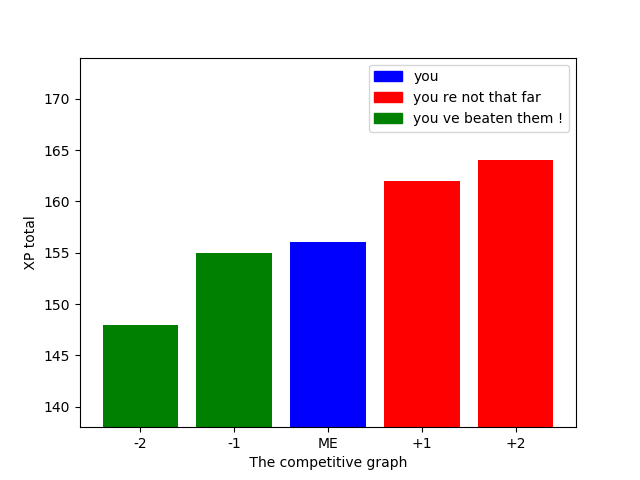 you
you re not that far
you ve beaten them !
170
165
160
155
150
145
140
XP total
-2 -1 ME +1 +2
The competitive graph